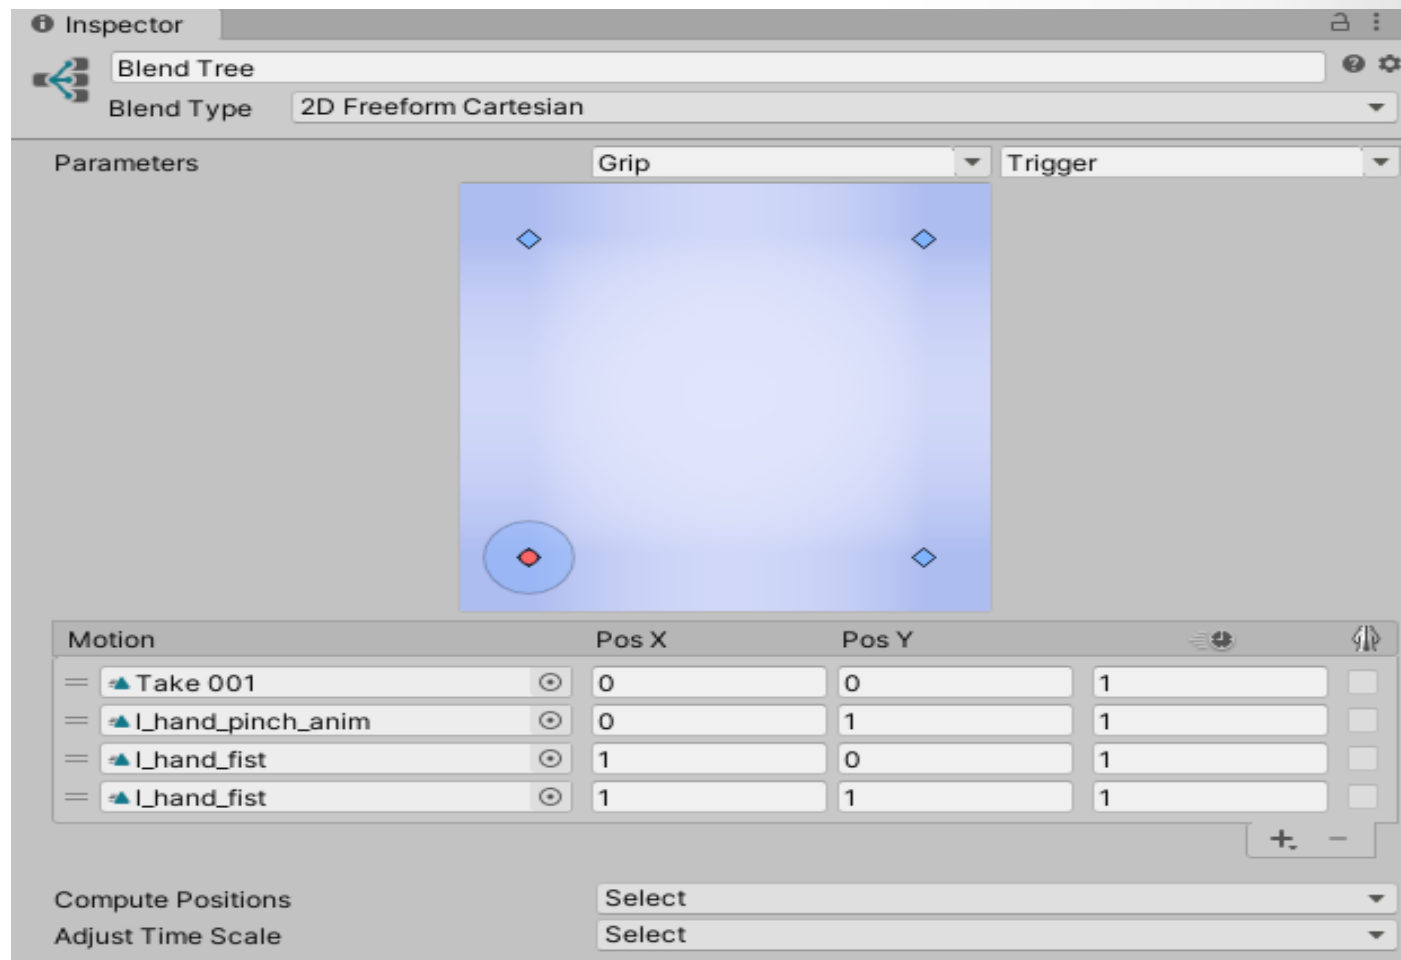 Inspector
Blend Tree
Blend Type 2D Freeform Cartesian
Parameters Grip Trigger
Motion Pos X Pos Y
Take 001 0 0 1
l_hand_pinch_anim 0 1 1
l_hand_fist 1 0 1
l_hand_fist 1 1 1
Compute Positions Select
Adjust Time Scale Select